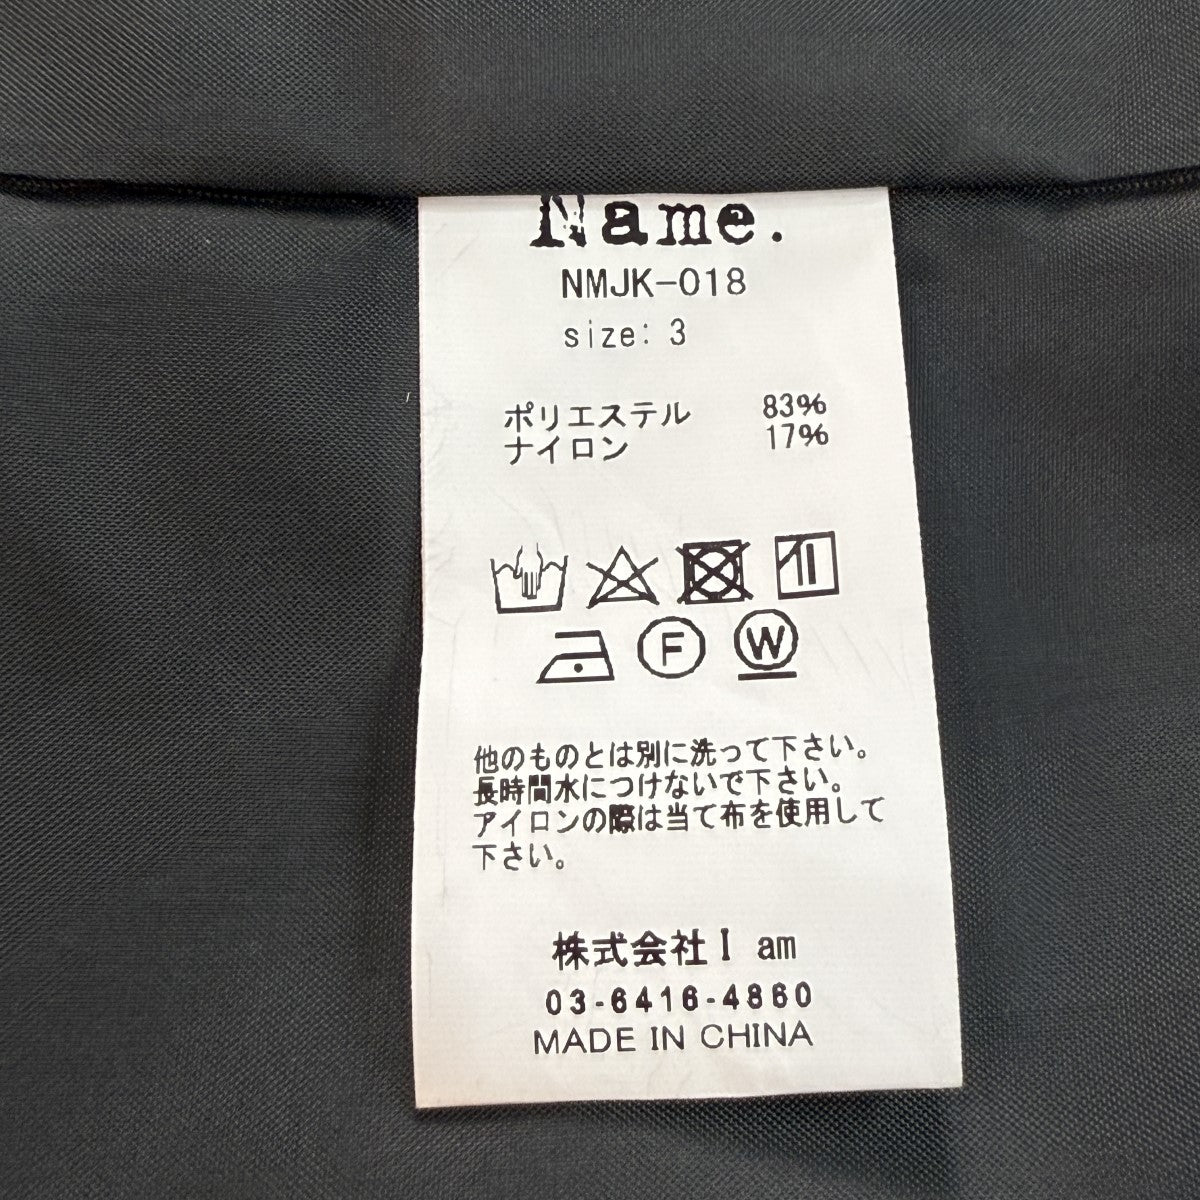 Name.
NMJK-018
size: 3
ポリエステル 83%
ナイロン 17%
F W
他のものとは別に洗って下さい。
長時間水につけないで下さい。
アイロンの際は当て布を使用して
下さい。
株式会社I am
03-6416-4860
MADE IN CHINA